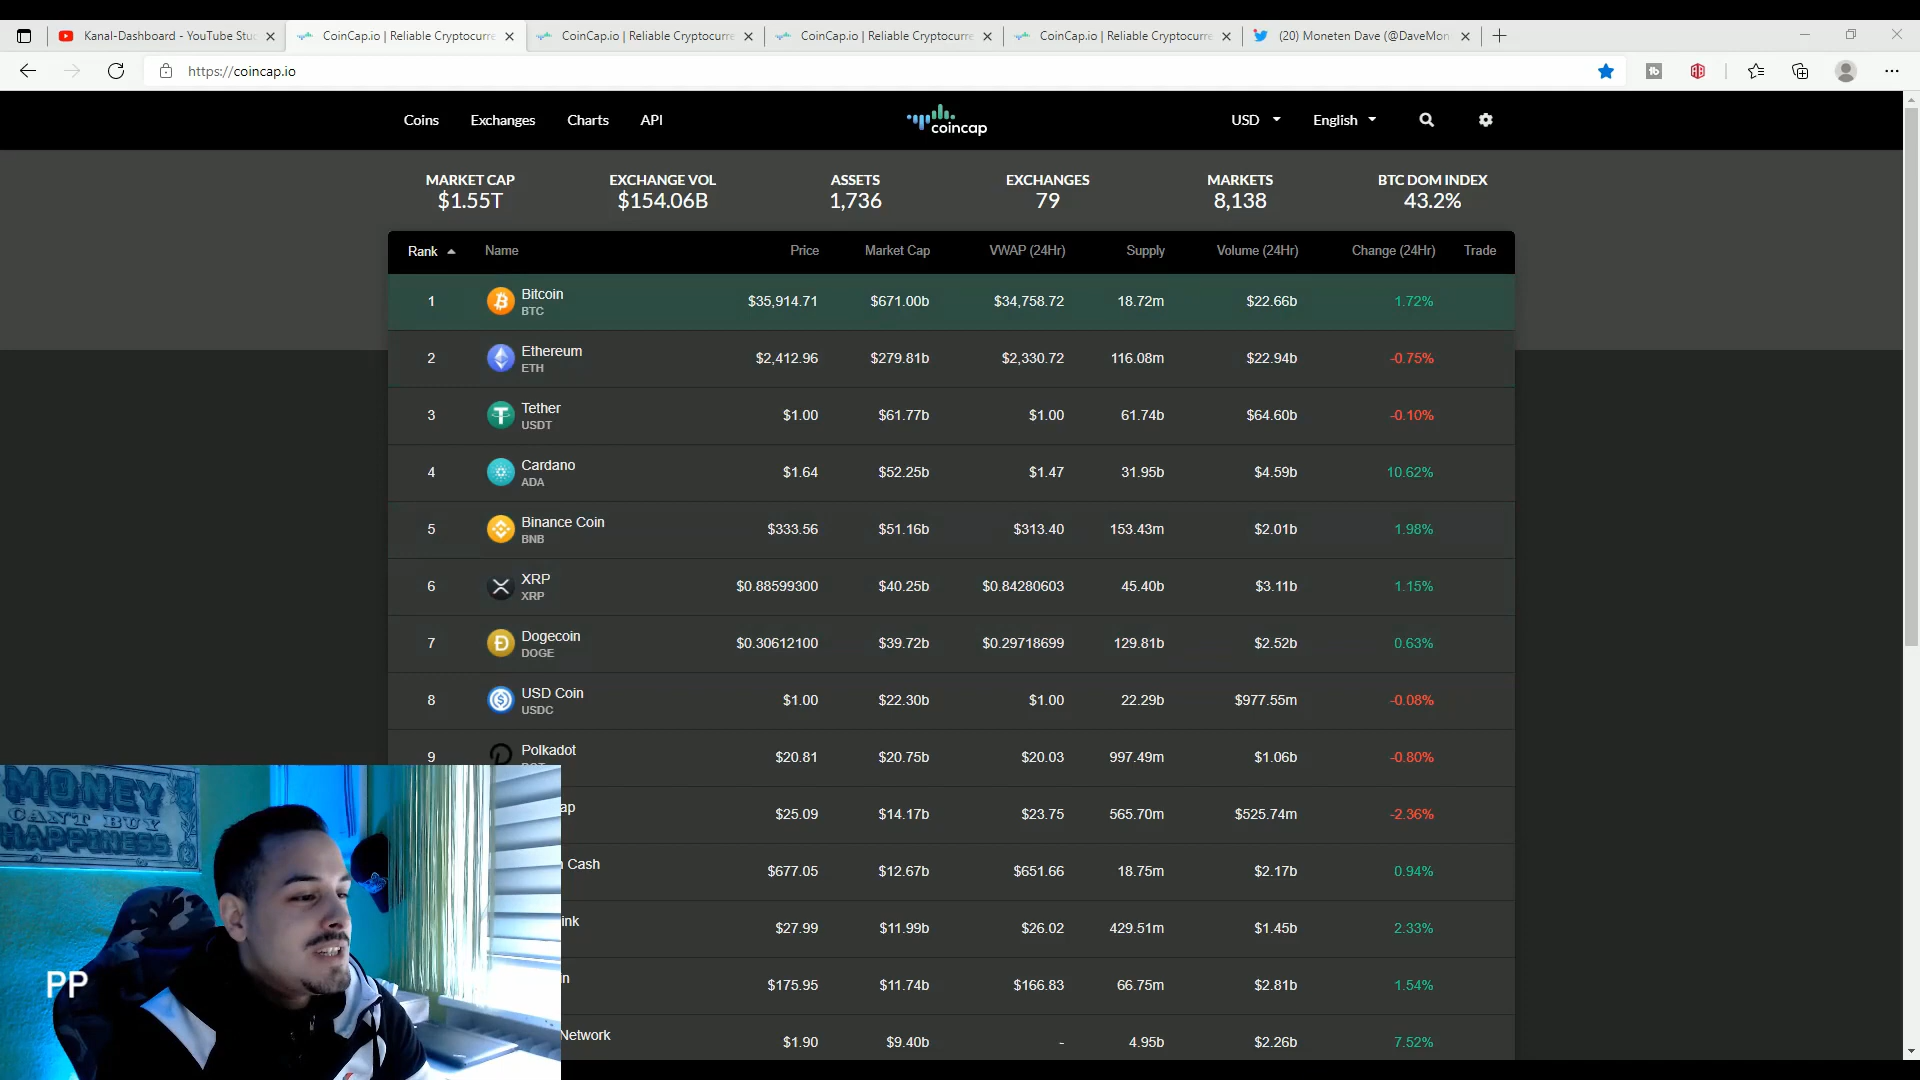 Kanal-Dashboard - YouTube Stu
CoinCap.io | Reliable Cryptocurre
CoinCap.io | Reliable Cryptocurre
CoinCap.io | Reliable Cryptocurre
CoinCap.io | Reliable Cryptocurre
(20) Moneten Dave (@DaveMon
https://coincap.io
Coins Exchanges Charts API
coincap
USD English
MARKET CAP EXCHANGE VOL ASSETS EXCHANGES MARKETS BTC DOM INDEX
$1.55T $154.06B 1,736 79 8,138 43.2%
Rank Name Price Market Cap VWAP (24Hr) Supply Volume (24Hr) Change (24Hr) Trade
1 Bitcoin $35,914.71 $671.00b $34,758.72 18.72m $22.66b 1.72%
BTC
2 Ethereum $2,412.96 $279.81b $2,330.72 116.08m $22.94b -0.75%
ETH
3 Tether $1.00 $61.77b $1.00 61.74b $64.60b -0.10%
USDT
4 Cardano $1.64 $52.25b $1.47 31.95b $4.59b 10.62%
ADA
5 Binance Coin $333.56 $51.16b $313.40 153.43m $2.01b 1.98%
BNB
6 XRP $0.88599300 $40.25b $0.84280603 45.40b $3.11b 1.15%
XRP
7 Dogecoin $0.30612100 $39.72b $0.29718699 129.81b $2.52b 0.63%
DOGE
8 USD Coin $1.00 $22.30b $1.00 22.29b $977.55m -0.08%
USDC
9 Polkadot $20.81 $20.75b $20.03 997.49m $1.06b -0.80%
ap $25.09 $14.17b $23.75 565.70m $525.74m -2.36%
Cash $677.05 $12.67b $651.66 18.75m $2.17b 0.94%
ink $27.99 $11.99b $26.02 429.51m $1.45b 2.33%
in $175.95 $11.74b $166.83 66.75m $2.81b 1.54%
Network $1.90 $9.40b - 4.95b $2.26b 7.52%
MONEY
CANT BUY
HAPPINESS
PP